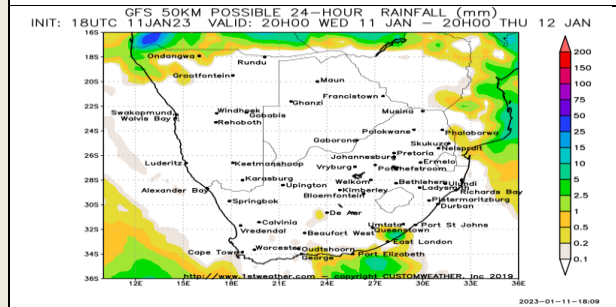 GFS 50KM POSSIBLE 24-HOUR RAINFALL (mm)
INIT: 18UTC 11JAN23 VALID: 20H00 WED 11 JAN - 20H00 THU 12 JAN
16S
18S
20S
22S
24S
26S
28S
30S
32S
34S
36S
12E
15E
18E
21E
24E
27E
30E
33E
36E
Ondangwa
Rundu
Grootfontein
Maun
Francistown
Ghanzi
Musina
Swakopmund
Walvis Bay
Windhoek
Gobabis
Rehoboth
Polokwane
Phalaborwa
Gaborone
Skukuza
Nelspruit
Johannesburg
Pretoria
Ermelo
Luderitz
Keetmanshoop
Vryburg
Potchefstroom
Karasburg
Upington
Welkom
Bethlehem
Ulundi
Ladysmith
Kimberley
Richards Bay
Alexander Bay
Bloemfontein
Springbok
Pietermaritzburg
Durban
De Aar
Calvinia
Vredendal
Umtata
Port St Johns
Queenstown
Beaufort West
East London
Cape Town
Worcester
Oudtshoorn
George
Port Elizabeth
http://www.1stweather.com - copyright CUSTOMWEATHER, Inc 2019
200
150
100
75
50
25
15
10
5
2.5
1
0.5
0.2
0.1
2023-01-11-18:09